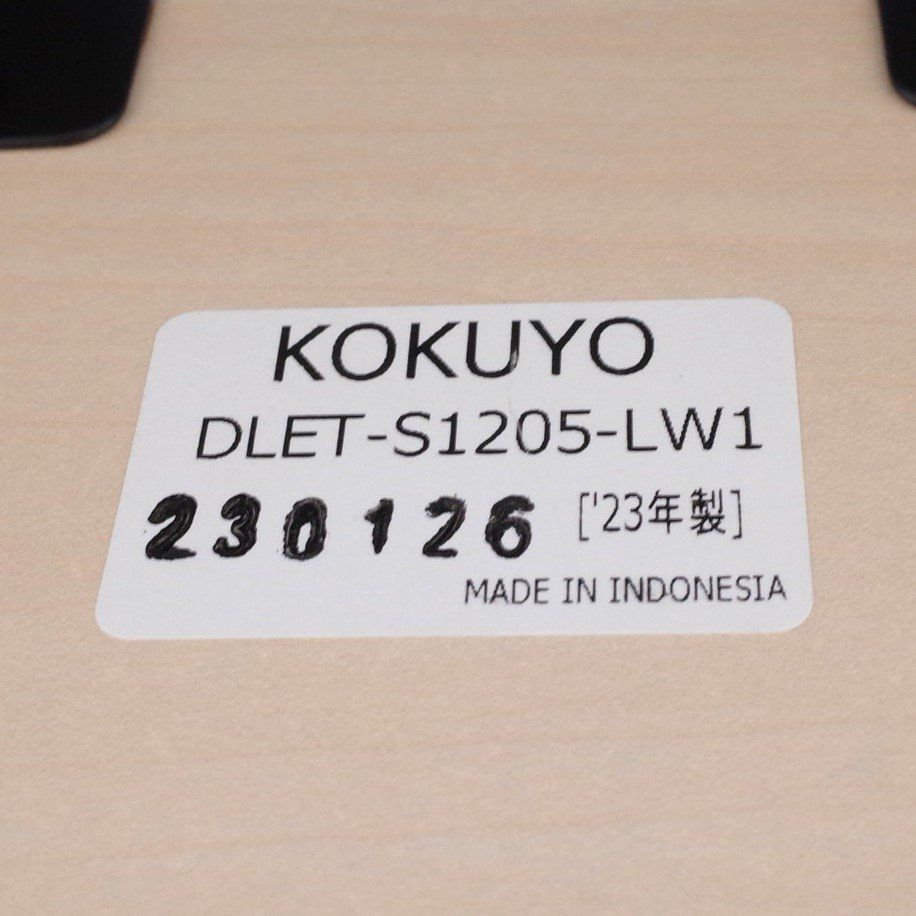 KOKUYO
DLET-S1205-LW1
230126 ['23年製]
MADE IN INDONESIA